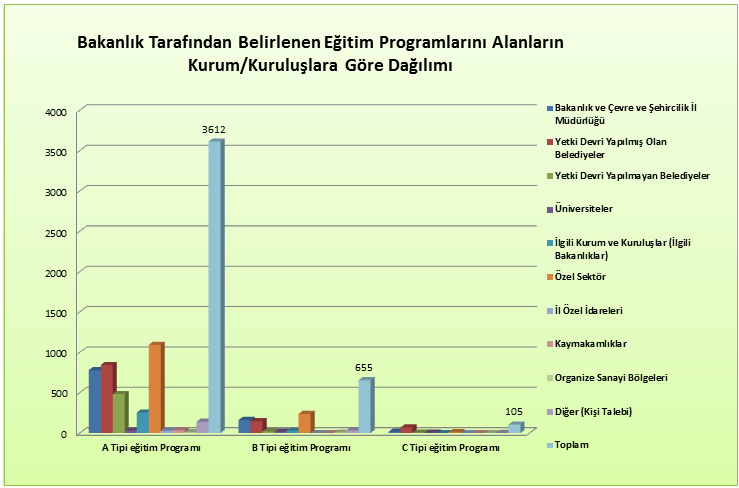 Bakanlık Tarafından Belirlenen Eğitim Programlarını Alanların
Kurum/Kuruluşlara Göre Dağılımı
4000
3500
3000
2500
2000
1500
1000
500
0
3612
655
105
A Tipi eğitim Programı
B Tipi eğitim Programı
C Tipi eğitim Programı
Bakanlık ve Çevre ve Şehircilik İl
Müdürlüğü
Yetki Devri Yapılmış Olan
Belediyeler
Yetki Devri Yapılmayan Belediyeler
Üniversiteler
İlgili Kurum ve Kuruluşlar (İlgili
Bakanlıklar)
Özel Sektör
İl Özel İdareleri
Kaymakamlıklar
Organize Sanayi Bölgeleri
Diğer (Kişi Talebi)
Toplam